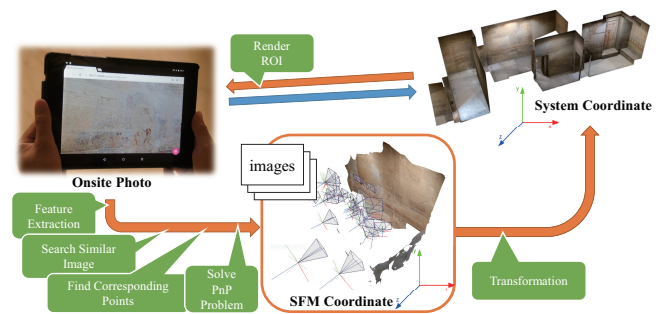 Render
ROI
System Coordinate
y
x
z
Onsite Photo
images
Feature
Extraction
Search Similar
Image
Find Corresponding
Points
Solve
PnP
Problem
SFM Coordinate
y
x
z
Transformation